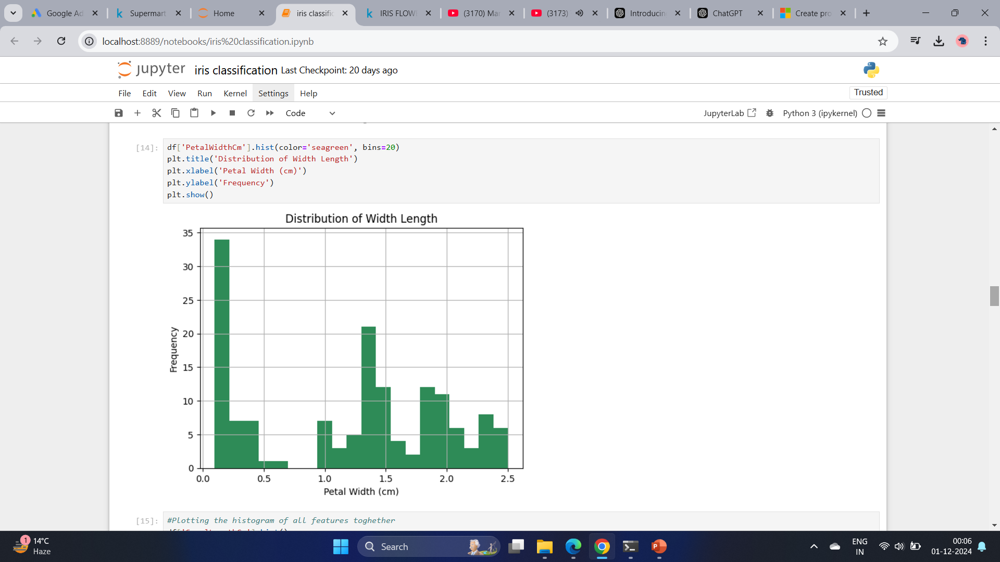 Google Ad
Supermart
Home
iris classific
IRIS FLOW
(3170) Mar
(3173)
Introducin
ChatGPT
Create pro
localhost:8889/notebooks/iris%20classification.ipynb
jupyter iris classification Last Checkpoint: 20 days ago
File Edit View Run Kernel Settings Help
Trusted
Code
JupyterLab
Python 3 (ipykernel)
[14]:
df['PetalWidthCm'].hist(color='seagreen', bins=20)
plt.title('Distribution of Width Length')
plt.xlabel('Petal Width (cm)')
plt.ylabel('Frequency')
plt.show()
Distribution of Width Length
35
30
25
20
15
10
5
0
Frequency
0.0 0.5 1.0 1.5 2.0 2.5
Petal Width (cm)
[15]:
#Plotting the histogram of all features toghether
1
14°C
Haze
Search
ENG
IN
00:06
01-12-2024